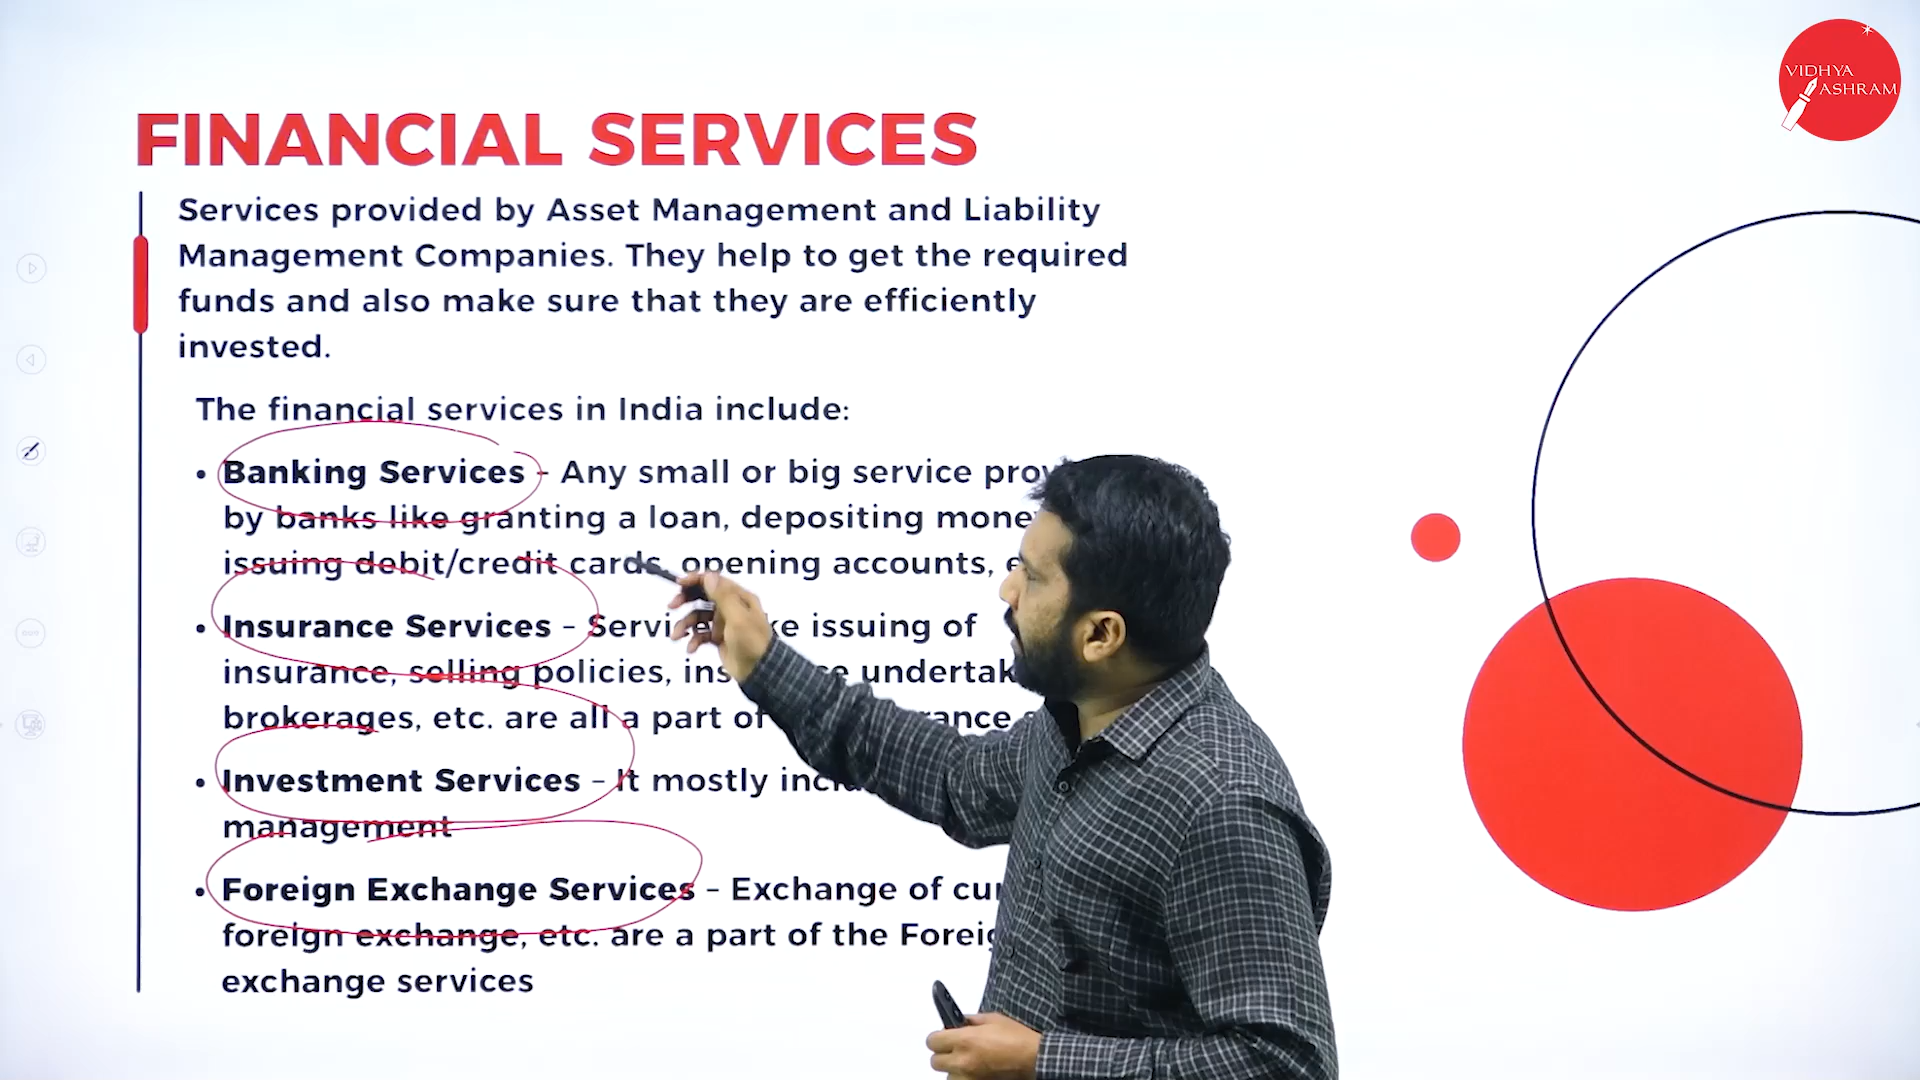 VIDHYA
ASHRAM
FINANCIAL SERVICES
Services provided by Asset Management and Liability
Management Companies. They help to get the required
funds and also make sure that they are efficiently
invested.
The financial services in India include:
• Banking Services - Any small or big service
by banks like granting a loan, depositing
issuing debit/credit cards, opening accounts,
• Insurance Services - issuing of
insurance, selling policies,
brokerages, etc. are all a part of
• Investment Services - It mostly
management
• Foreign Exchange Services - Exchange of
foreign exchange, etc. are a part of the
exchange services